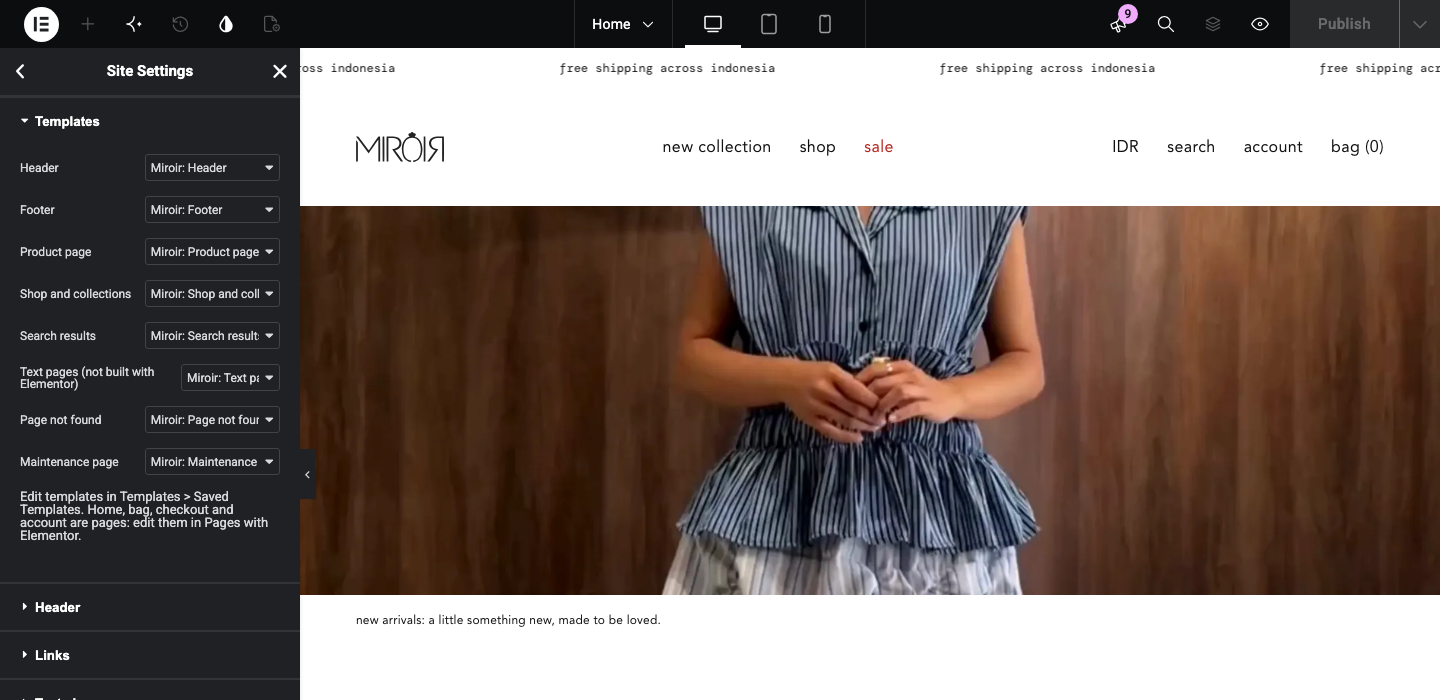 Home
9
Publish
Site Settings
ross indonesia
free shipping across indonesia
free shipping across indonesia
free shipping acr
Templates
MIROIR
new collection
shop
sale
IDR
search
account
bag (0)
Header
Miroir: Header
Footer
Miroir: Footer
Product page
Miroir: Product page
Shop and collections
Miroir: Shop and coll
Search results
Miroir: Search result
Text pages (not built with
Elementor)
Miroir: Text pa
Page not found
Miroir: Page not four
Maintenance page
Miroir: Maintenance
Edit templates in Templates > Saved
Templates. Home, bag, checkout and
account are pages: edit them in Pages with
Elementor.
Header
new arrivals: a little something new, made to be loved.
Links